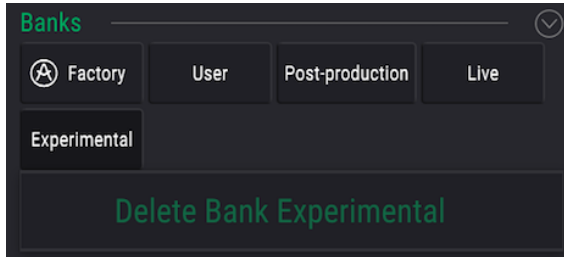 Banks
Factory User Post-production Live
Experimental
Delete Bank Experimental